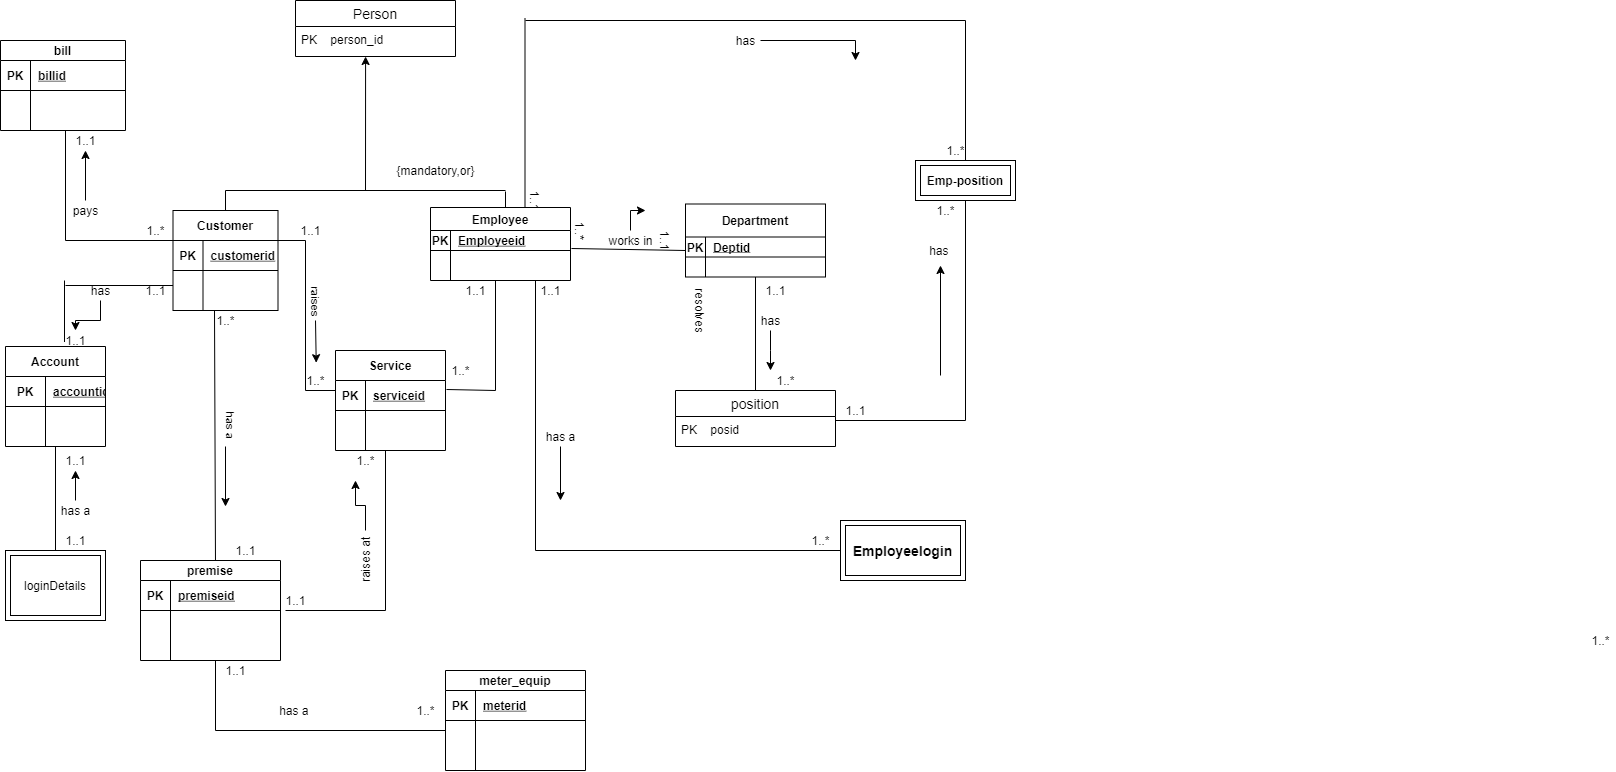 Person
PK person_id
has
bill
PK billid
1..1
pays
{mandatory,or}
1..*
Emp-position
1..*
Customer
PK customerid
1..*
1..1
1..1
has
1..1
raises
1..*
Employee
PK Employeeid
1..
1..
*
works in
1..1
Department
PK Deptid
has
1..1
1..1
resolves
1..1
has
1..*
1..*
Account
PK accountic
Service
PK serviceid
1..*
1..*
position
PK posid
1..1
has a
has a
1..1
has a
1..1
1..*
raises at
1..1
loginDetails
premise
PK premiseid
1..1
1..*
Employeelogin
1..*
1..1
has a
1..*
meter_equip
PK meterid